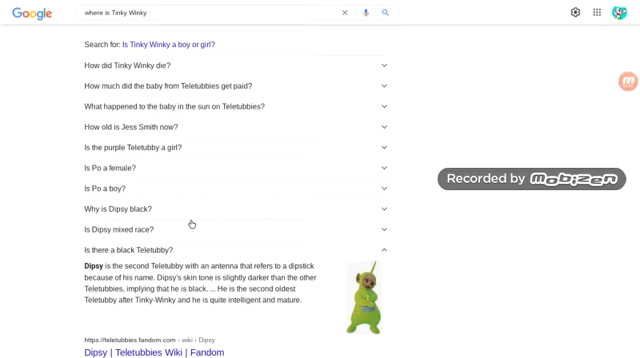 Google
where is Tinky Winky
Search for: Is Tinky Winky a boy or girl?
How did Tinky Winky die?
How much did the baby from Teletubbies get paid?
What happened to the baby in the sun on Teletubbies?
How old is Jess Smith now?
Is the purple Teletubby a girl?
Is Po a female?
Is Po a boy?
Recorded by Mobizen
Why is Dipsy black?
Is Dipsy mixed race?
Is there a black Teletubby?
Dipsy is the second Teletubby with an antenna that refers to a dipstick
because of his name. Dipsy's skin tone is slightly darker than the other
Teletubbies, implying that he is black. ... He is the second oldest
Teletubby after Tinky-Winky and he is quite intelligent and mature.
https://teletubbies.fandom.com › wiki › Dipsy
Dipsy | Teletubbies Wiki | Fandom